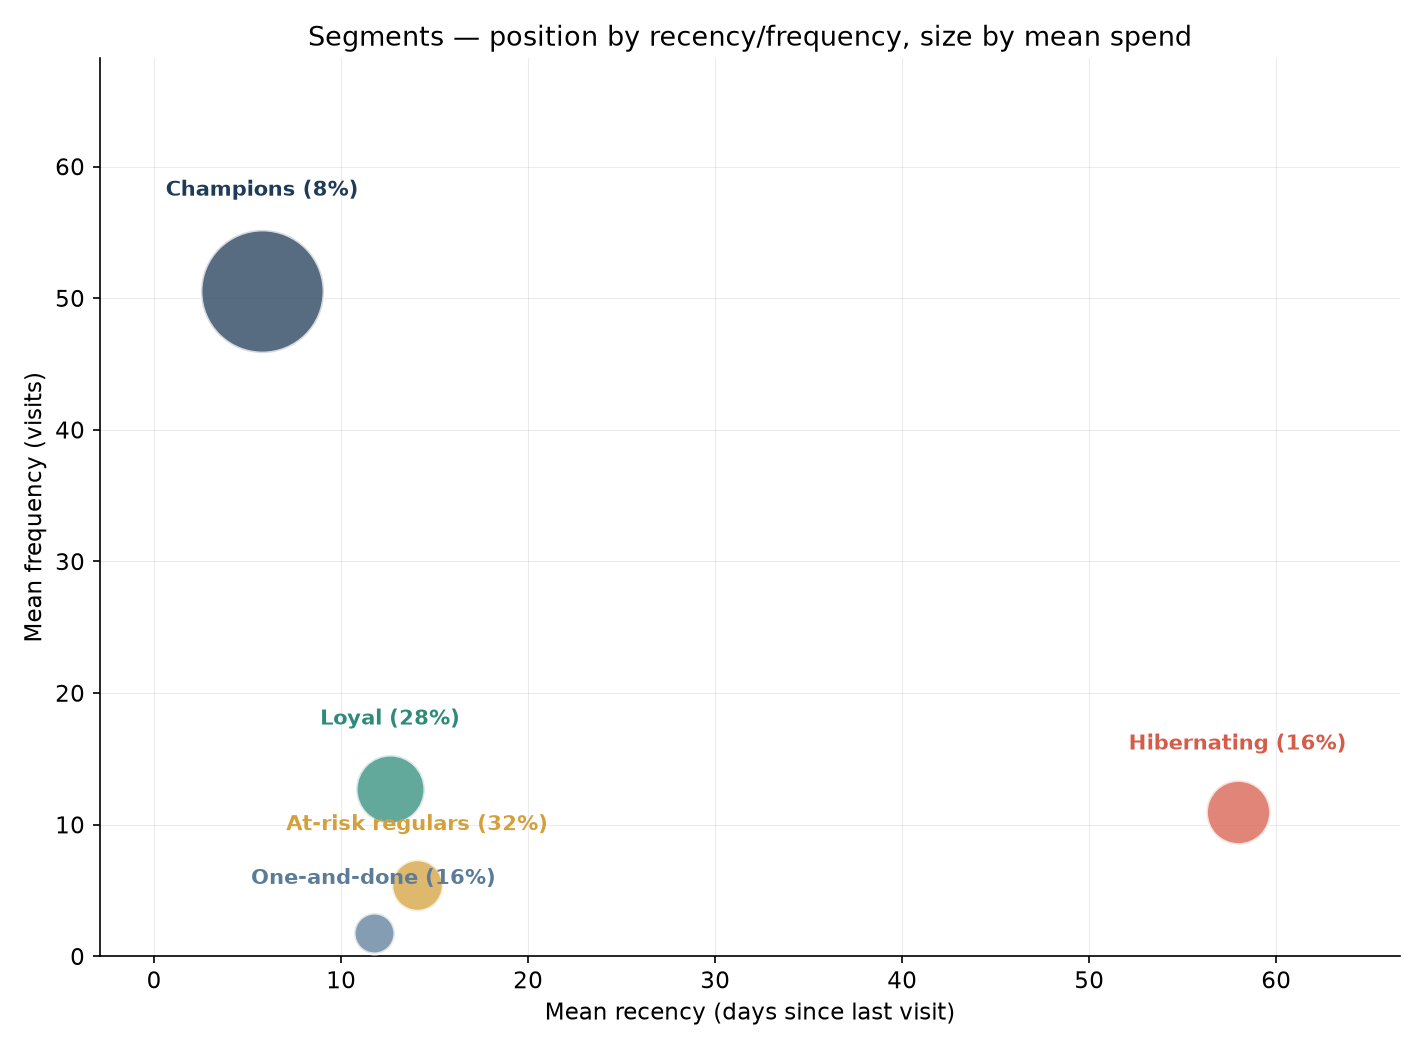 Segments — position by recency/frequency, size by mean spend
Mean frequency (visits)
60
50
40
30
20
10
0
Champions (8%)
Loyal (28%)
Hibernating (16%)
At-risk regulars (32%)
One-and-done (16%)
0
10
20
30
40
50
60
Mean recency (days since last visit)